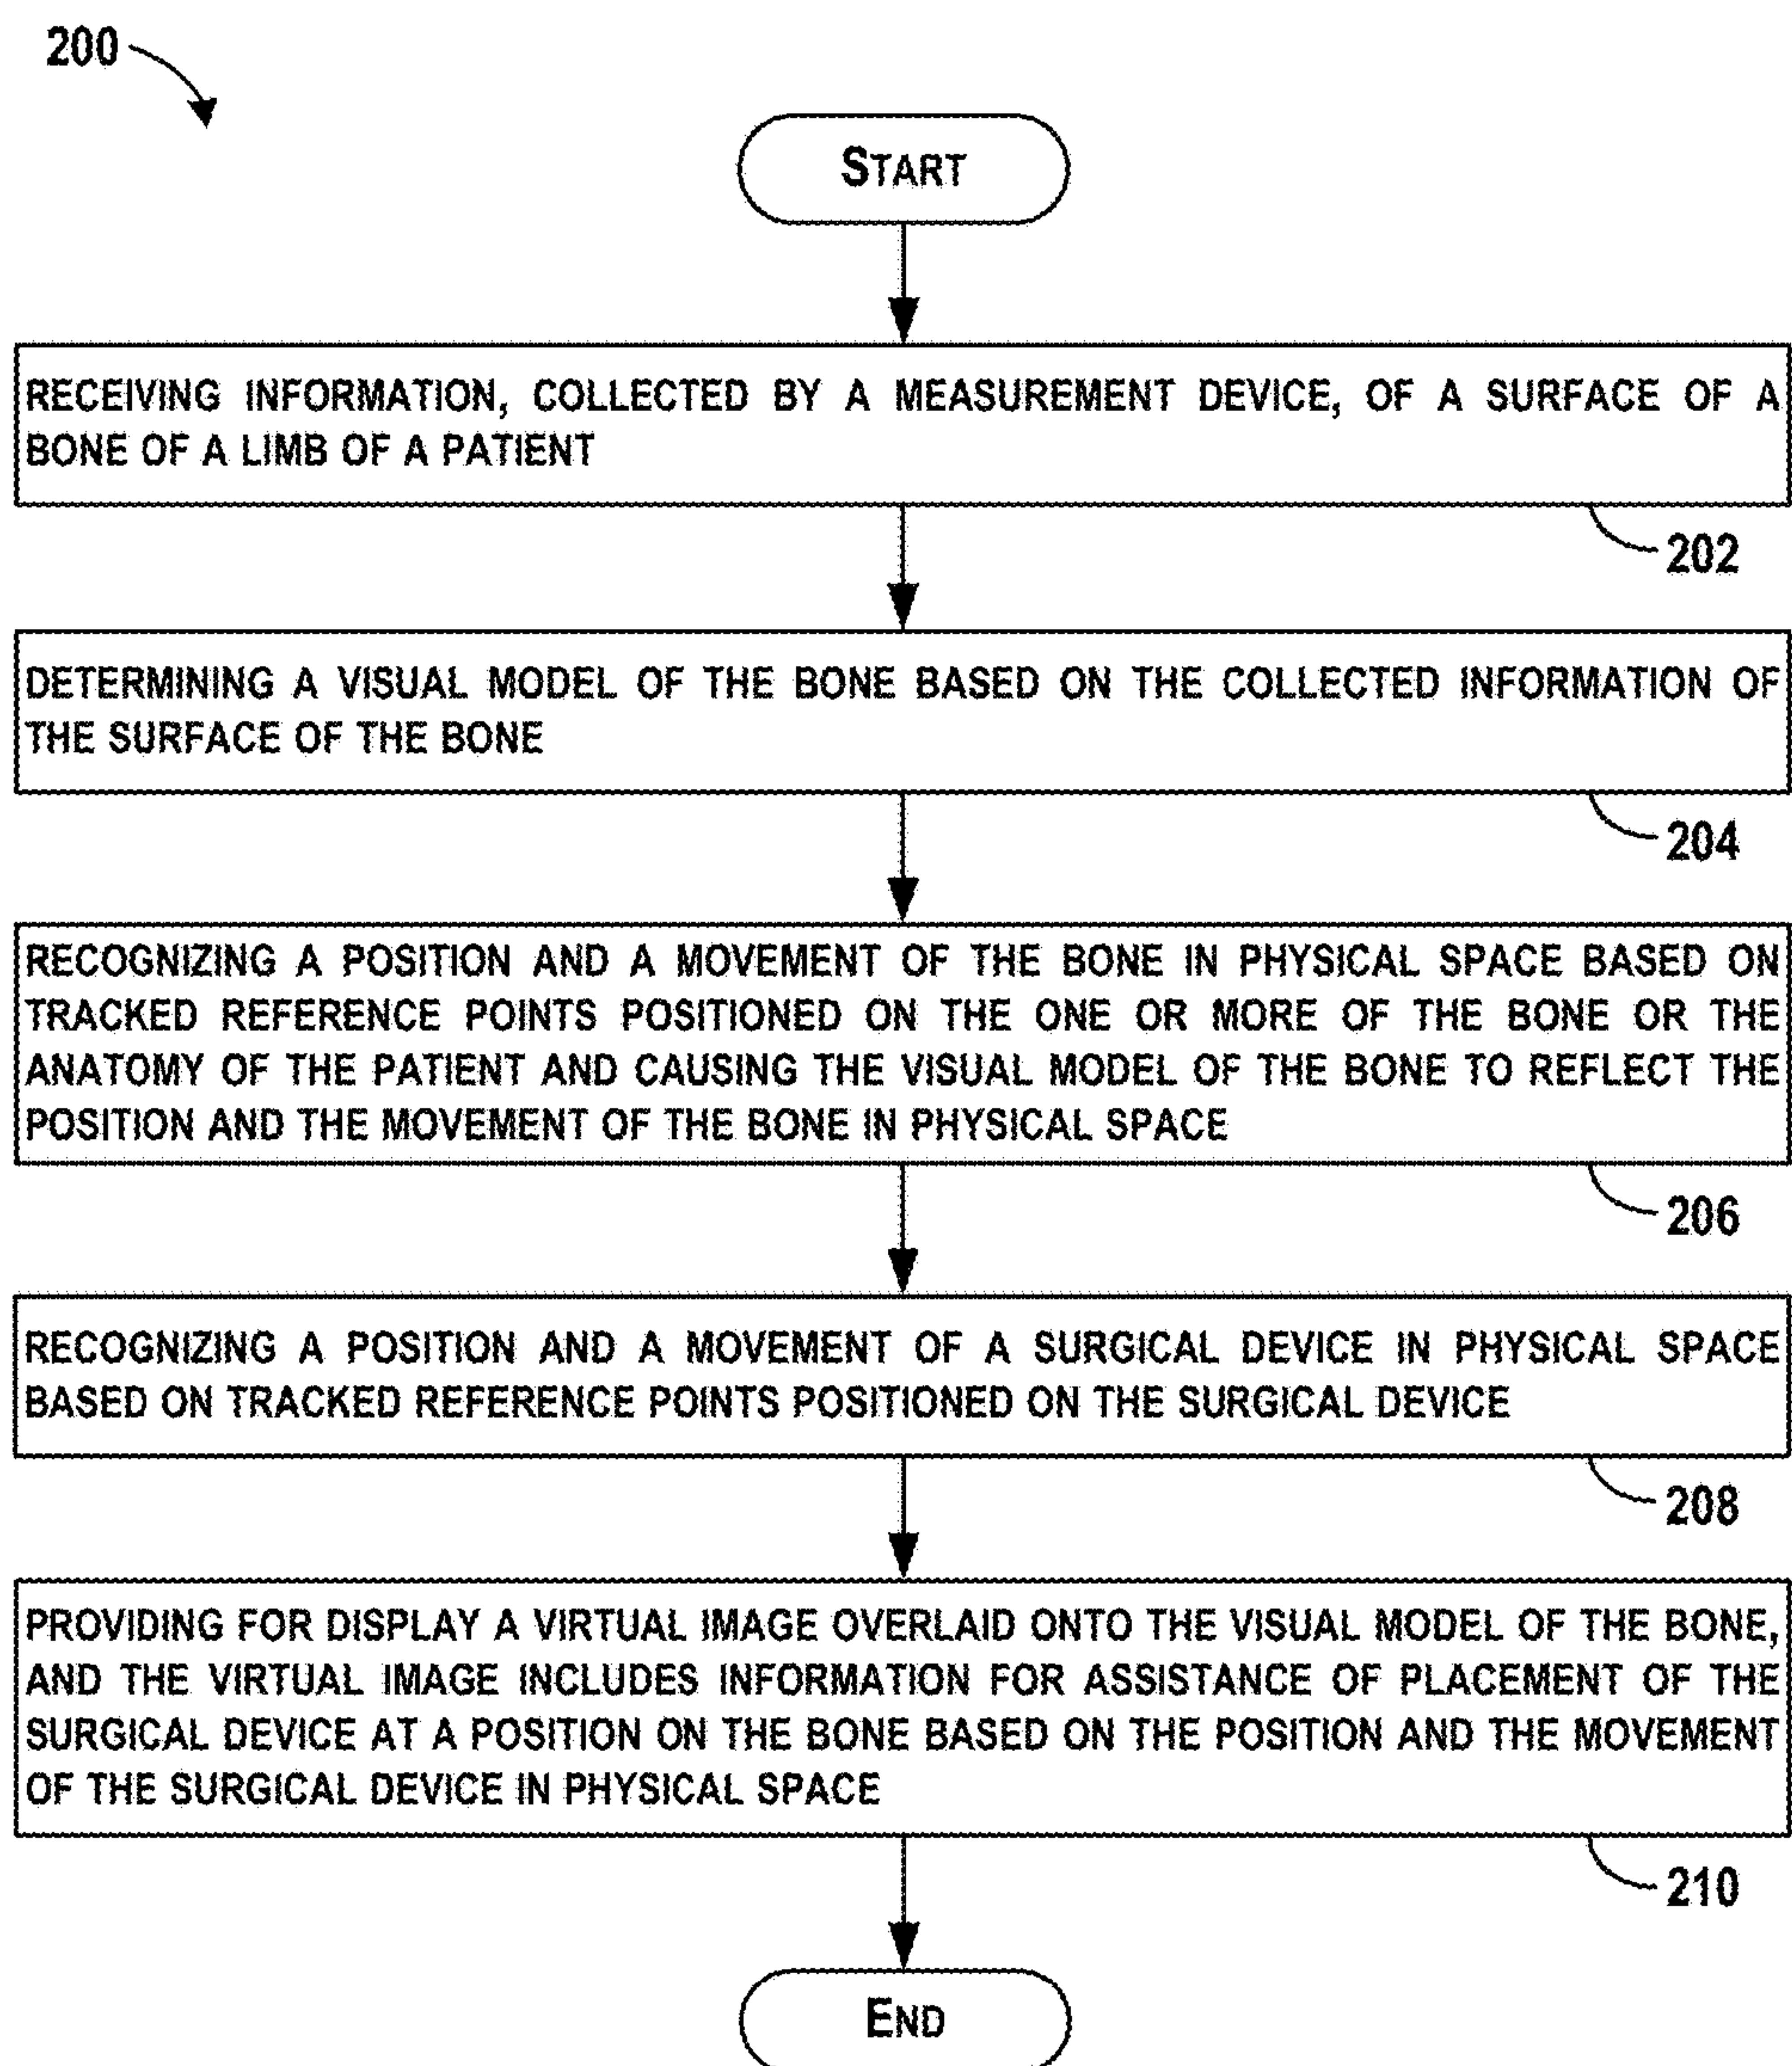 200
START
RECEIVING INFORMATION, COLLECTED BY A MEASUREMENT DEVICE, OF A SURFACE OF A
BONE OF A LIMB OF A PATIENT
202
DETERMINING A VISUAL MODEL OF THE BONE BASED ON THE COLLECTED INFORMATION OF
THE SURFACE OF THE BONE
204
RECOGNIZING A POSITION AND A MOVEMENT OF THE BONE IN PHYSICAL SPACE BASED ON
TRACKED REFERENCE POINTS POSITIONED ON THE ONE OR MORE OF THE BONE OR THE
ANATOMY OF THE PATIENT AND CAUSING THE VISUAL MODEL OF THE BONE TO REFLECT THE
POSITION AND THE MOVEMENT OF THE BONE IN PHYSICAL SPACE
206
RECOGNIZING A POSITION AND A MOVEMENT OF A SURGICAL DEVICE IN PHYSICAL SPACE
BASED ON TRACKED REFERENCE POINTS POSITIONED ON THE SURGICAL DEVICE
208
PROVIDING FOR DISPLAY A VIRTUAL IMAGE OVERLAID ONTO THE VISUAL MODEL OF THE BONE,
AND THE VIRTUAL IMAGE INCLUDES INFORMATION FOR ASSISTANCE OF PLACEMENT OF THE
SURGICAL DEVICE AT A POSITION ON THE BONE BASED ON THE POSITION AND THE MOVEMENT
OF THE SURGICAL DEVICE IN PHYSICAL SPACE
210
END